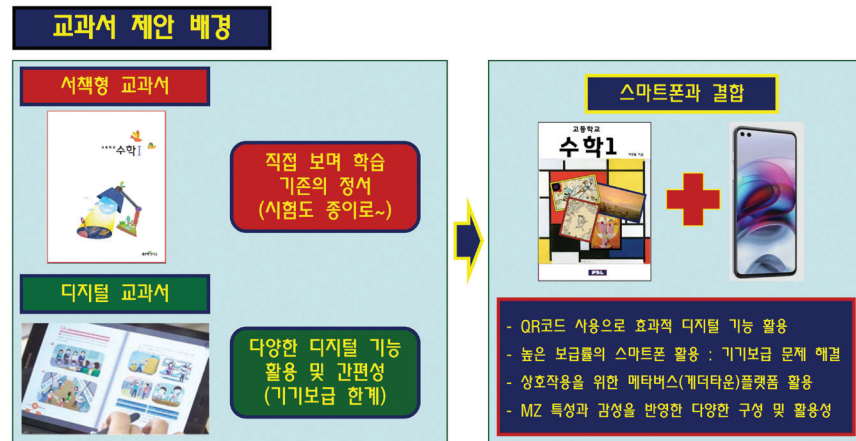 교과서 제안 배경
서책형 교과서
수학Ⅰ
직접 보며 학습
기존의 정서
(시험도 종이로~)
디지털 교과서
다양한 디지털 기능
활용 및 간편성
(기기보급 한계)
스마트폰과 결합
고등학교
수학1
PSL
- QR코드 사용으로 효과적 디지털 기능 활용
- 높은 보급률의 스마트폰 활용 : 기기보급 문제 해결
- 상호작용을 위한 메타버스(게더타운)플랫폼 활용
- MZ 특성과 감성을 반영한 다양한 구성 및 활용성